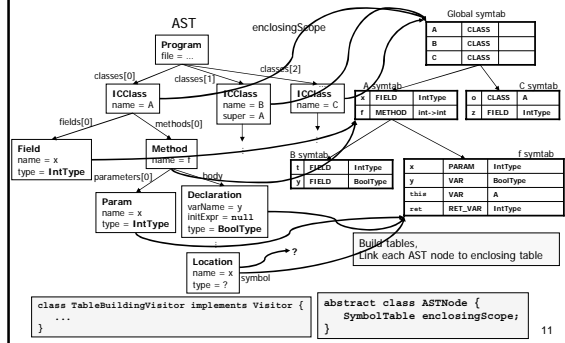 AST
enclosingScope
Global symtab
A CLASS
B CLASS
C CLASS
Program
file = ...
classes[0]
classes[1]
classes[2]
ICClass
name = A
ICClass
name = B
super = A
ICClass
name = C
A symtab
x FIELD IntType
f METHOD int->int
C symtab
o CLASS A
z FIELD IntType
fields[0]
methods[0]
Field
name = x
type = IntType
Method
name = f
B symtab
t FIELD IntType
y FIELD BoolType
f symtab
x PARAM IntType
y VAR BoolType
this VAR A
ret RET_VAR IntType
parameters[0]
body
Param
name = x
type = IntType
Declaration
varName = y
initExpr = null
type = BoolType
Location
name = x
type = ?
symbol
?
Build tables,
Link each AST node to enclosing table
class TableBuildingVisitor implements Visitor {
...
}
abstract class ASTNode {
SymbolTable enclosingScope;
}
11